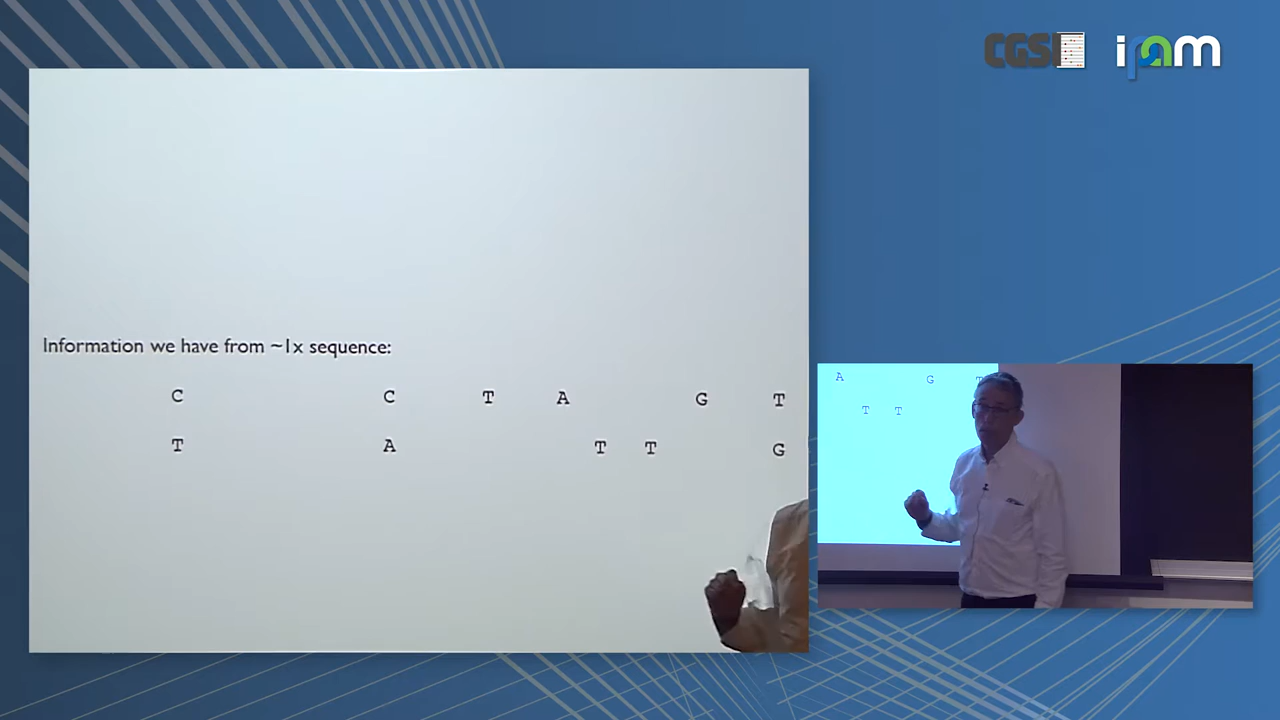 CGSI
ipam
Information we have from ~1x sequence:
C C T A G T
T A T T G
A G T
T T